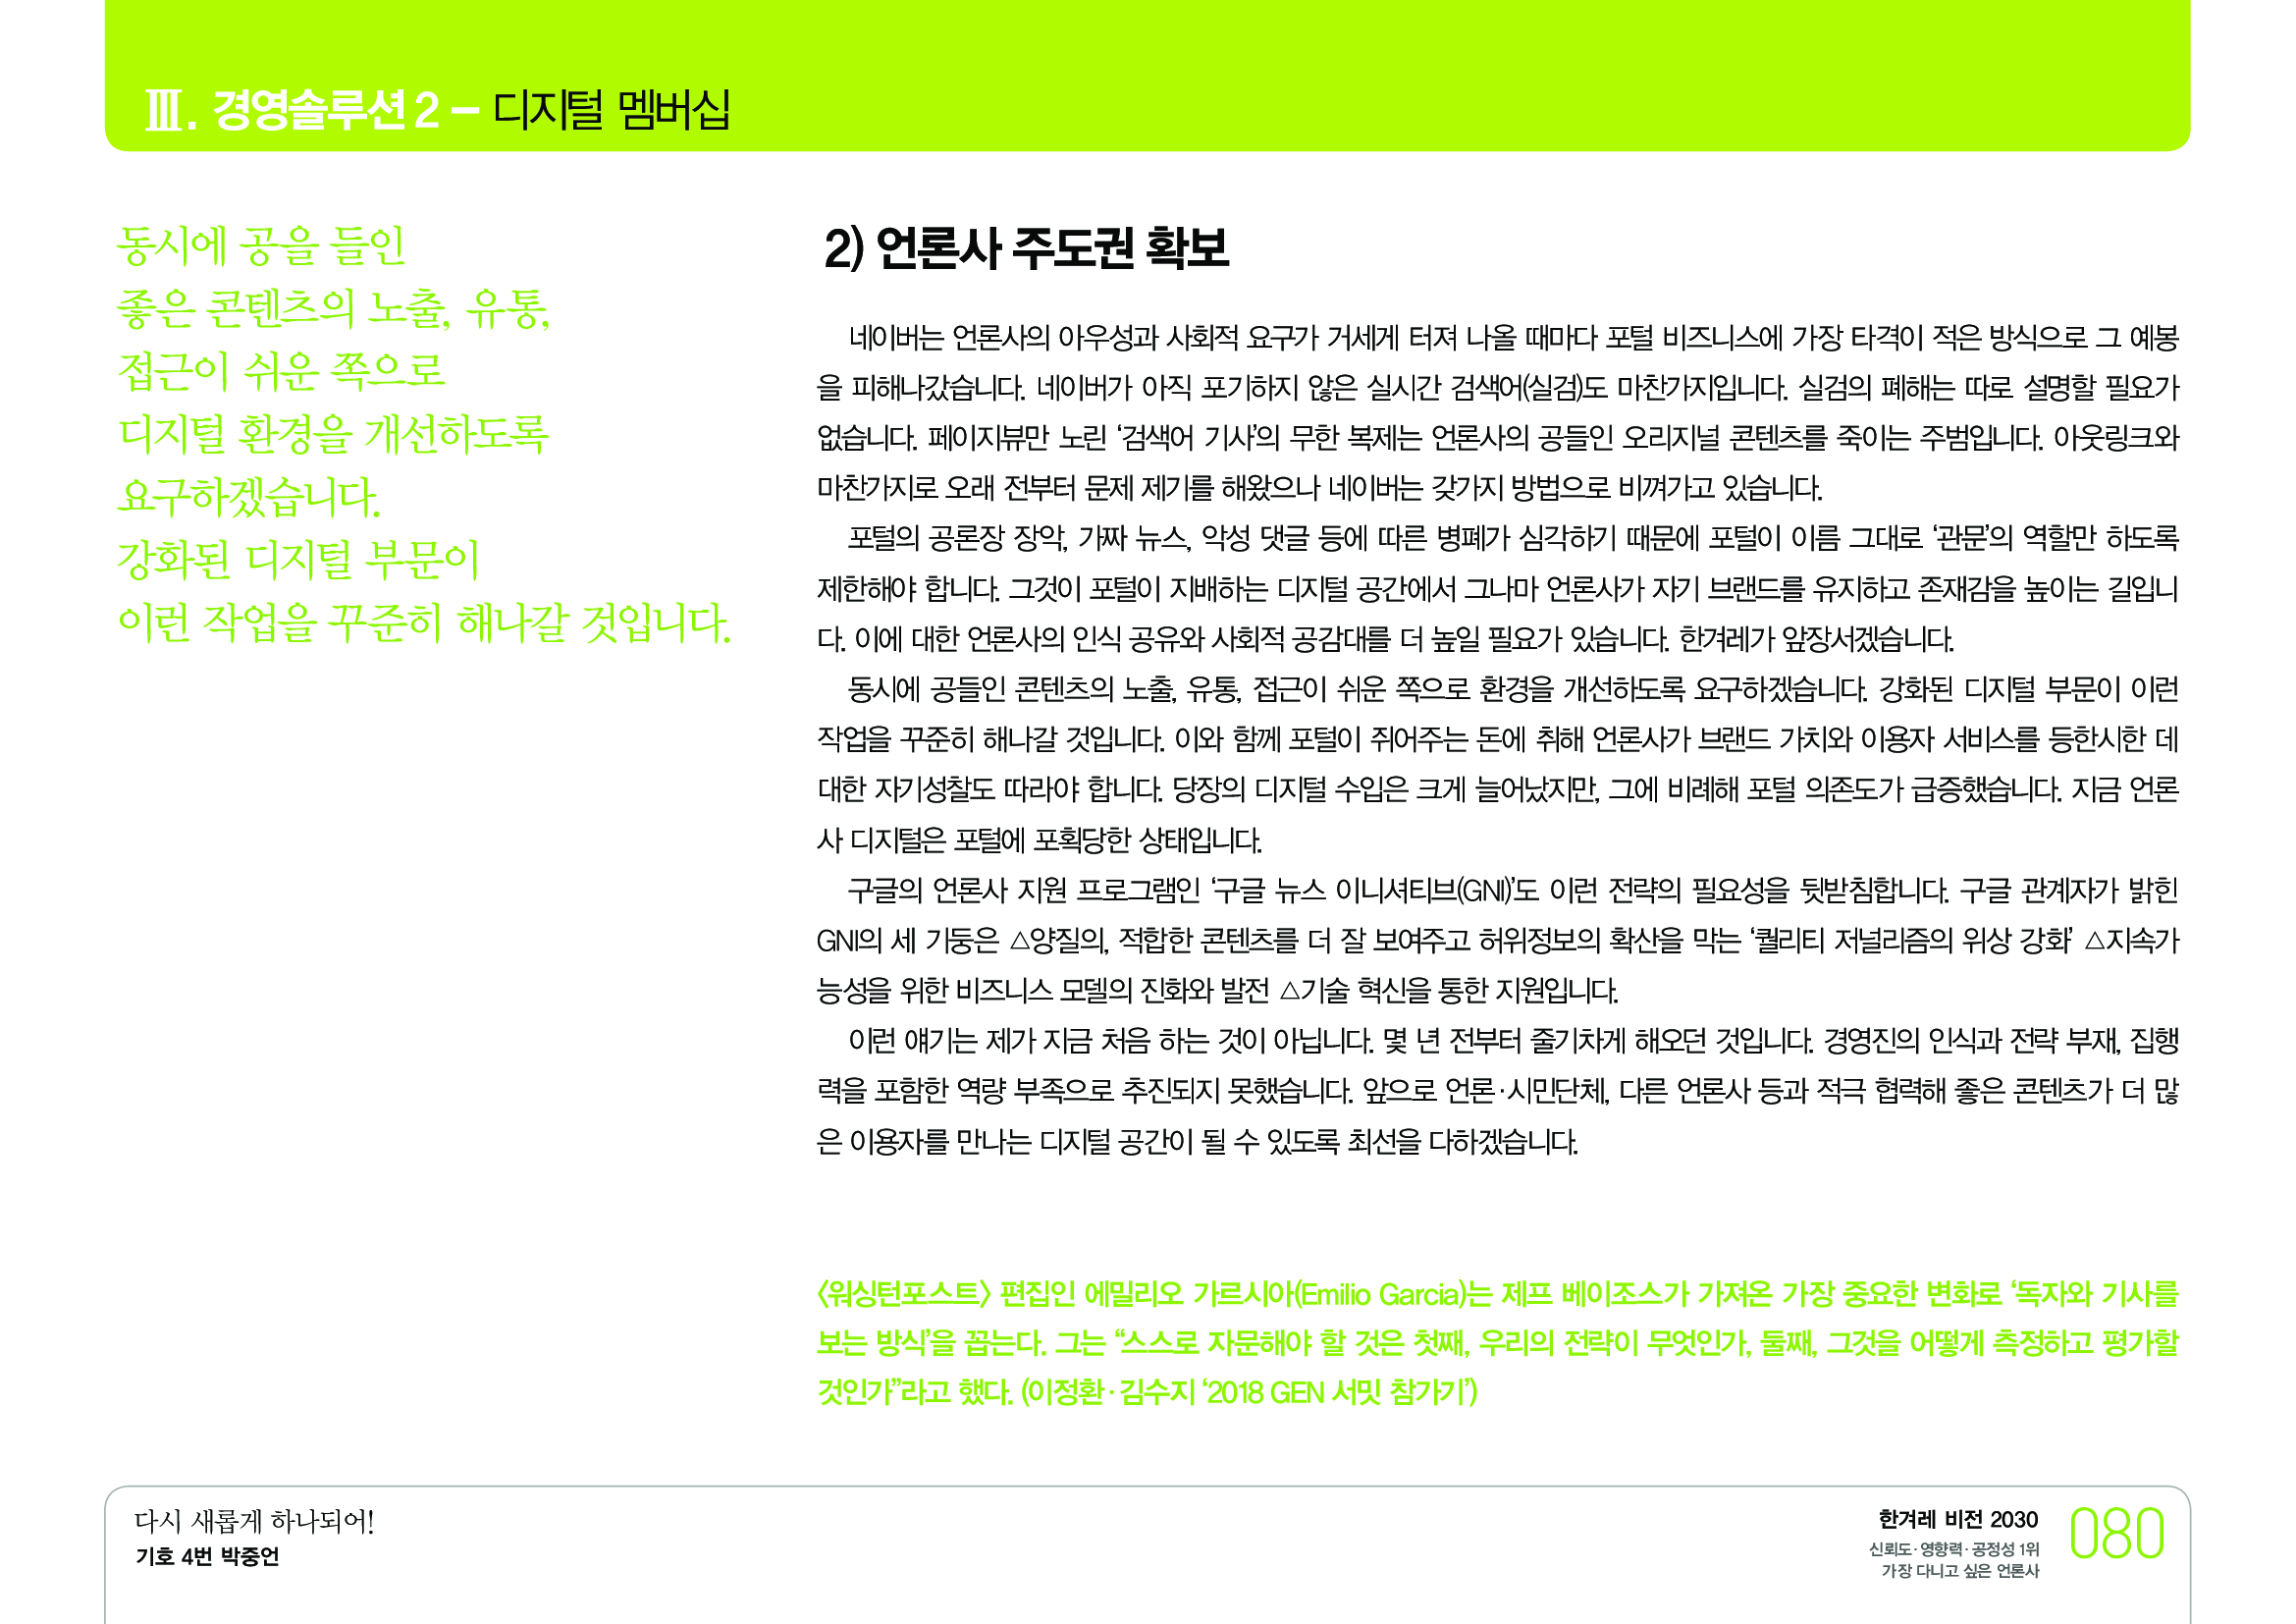 Ⅲ. 경영솔루션 2 – 디지털 멤버십
동시에 공을 들인
좋은 콘텐츠의 노출, 유통,
접근이 쉬운 쪽으로
디지털 환경을 개선하도록
요구하겠습니다.
강화된 디지털 부문이
이런 작업을 꾸준히 해나갈 것입니다.
2) 언론사 주도권 확보
네이버는 언론사의 아우성과 사회적 요구가 거세게 터져 나올 때마다 포털 비즈니스에 가장 타격이 적은 방식으로 그 예봉
을 피해나갔습니다. 네이버가 아직 포기하지 않은 실시간 검색어(실검)도 마찬가지입니다. 실검의 폐해는 따로 설명할 필요가
없습니다. 페이지뷰만 노린 ‘검색어 기사’의 무한 복제는 언론사의 공들인 오리지널 콘텐츠를 죽이는 주범입니다. 아웃링크와
마찬가지로 오래 전부터 문제 제기를 해왔으나 네이버는 갖가지 방법으로 비껴가고 있습니다.
포털의 공론장 장악, 가짜 뉴스, 악성 댓글 등에 따른 병폐가 심각하기 때문에 포털이 이름 그대로 ‘관문’의 역할만 하도록
제한해야 합니다. 그것이 포털이 지배하는 디지털 공간에서 그나마 언론사가 자기 브랜드를 유지하고 존재감을 높이는 길입니
다. 이에 대한 언론사의 인식 공유와 사회적 공감대를 더 높일 필요가 있습니다. 한겨레가 앞장서겠습니다.
동시에 공들인 콘텐츠의 노출, 유통, 접근이 쉬운 쪽으로 환경을 개선하도록 요구하겠습니다. 강화된 디지털 부문이 이런
작업을 꾸준히 해나갈 것입니다. 이와 함께 포털이 쥐어주는 돈에 취해 언론사가 브랜드 가치와 이용자 서비스를 등한시한 데
대한 자기성찰도 따라야 합니다. 당장의 디지털 수입은 크게 늘어났지만, 그에 비례해 포털 의존도가 급증했습니다. 지금 언론
사 디지털은 포털에 포획당한 상태입니다.
구글의 언론사 지원 프로그램인 ‘구글 뉴스 이니셔티브(GNI)’도 이런 전략의 필요성을 뒷받침합니다. 구글 관계자가 밝힌
GNI의 세 기둥은 △양질의, 적합한 콘텐츠를 더 잘 보여주고 허위정보의 확산을 막는 ‘퀄리티 저널리즘의 위상 강화’ △지속가
능성을 위한 비즈니스 모델의 진화와 발전 △기술 혁신을 통한 지원입니다.
이런 얘기는 제가 지금 처음 하는 것이 아닙니다. 몇 년 전부터 줄기차게 해오던 것입니다. 경영진의 인식과 전략 부재, 집행
력을 포함한 역량 부족으로 추진되지 못했습니다. 앞으로 언론·시민단체, 다른 언론사 등과 적극 협력해 좋은 콘텐츠가 더 많
은 이용자를 만나는 디지털 공간이 될 수 있도록 최선을 다하겠습니다.
〈워싱턴포스트〉 편집인 에밀리오 가르시아(Emilio Garcia)는 제프 베이조스가 가져온 가장 중요한 변화로 ‘독자와 기사를
보는 방식’을 꼽는다. 그는 “스스로 자문해야 할 것은 첫째, 우리의 전략이 무엇인가, 둘째, 그것을 어떻게 측정하고 평가할
것인가”라고 했다. (이정환·김수지 ‘2018 GEN 서밋 참가기’)
다시 새롭게 하나되어!
기호 4번 박중언
한겨레 비전 2030
신뢰도·영향력·공정성 1위
가장 다니고 싶은 언론사
080